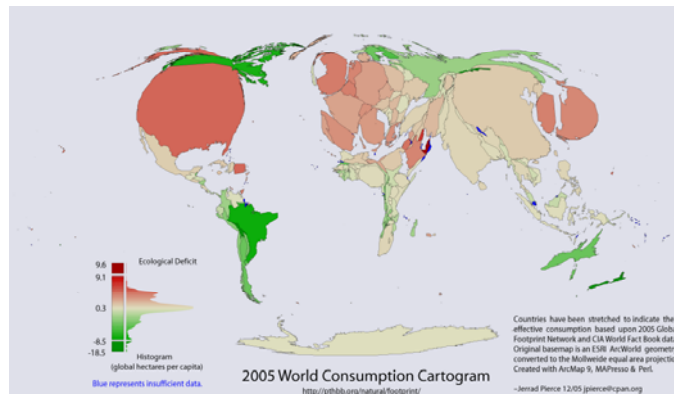 Ecological Deficit
9.6
9.1
0.3
-8.5
-18.5
Histogram
(global hectares per capita)
Blue represents insufficient data.
2005 World Consumption Cartogram
http://pthbb.org/natural/footprint/
Countries have been stretched to indicate the
effective consumption based upon 2005 Globa
Footprint Network and CIA World Fact Book data
Original basemap is an ESRI ArcWorld geometry
converted to the Mollweide equal area projectio
Created with ArcMap 9, MAPresso & Perl.
~Jerrad Pierce 12/05 jpierce@cpan.org